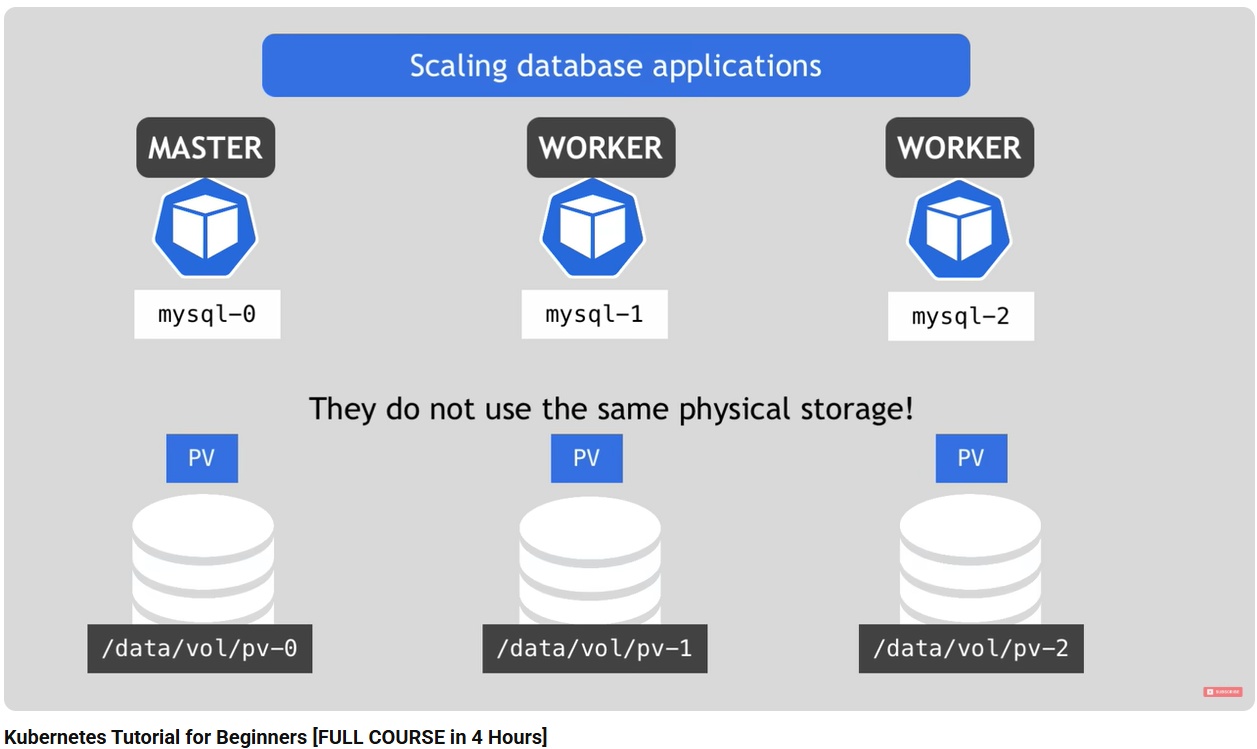 Scaling database applications
MASTER WORKER WORKER
mysql-0 mysql-1 mysql-2
They do not use the same physical storage!
PV PV PV
/data/vol/pv-0 /data/vol/pv-1 /data/vol/pv-2
SUBSCRIBE
Kubernetes Tutorial for Beginners [FULL COURSE in 4 Hours]